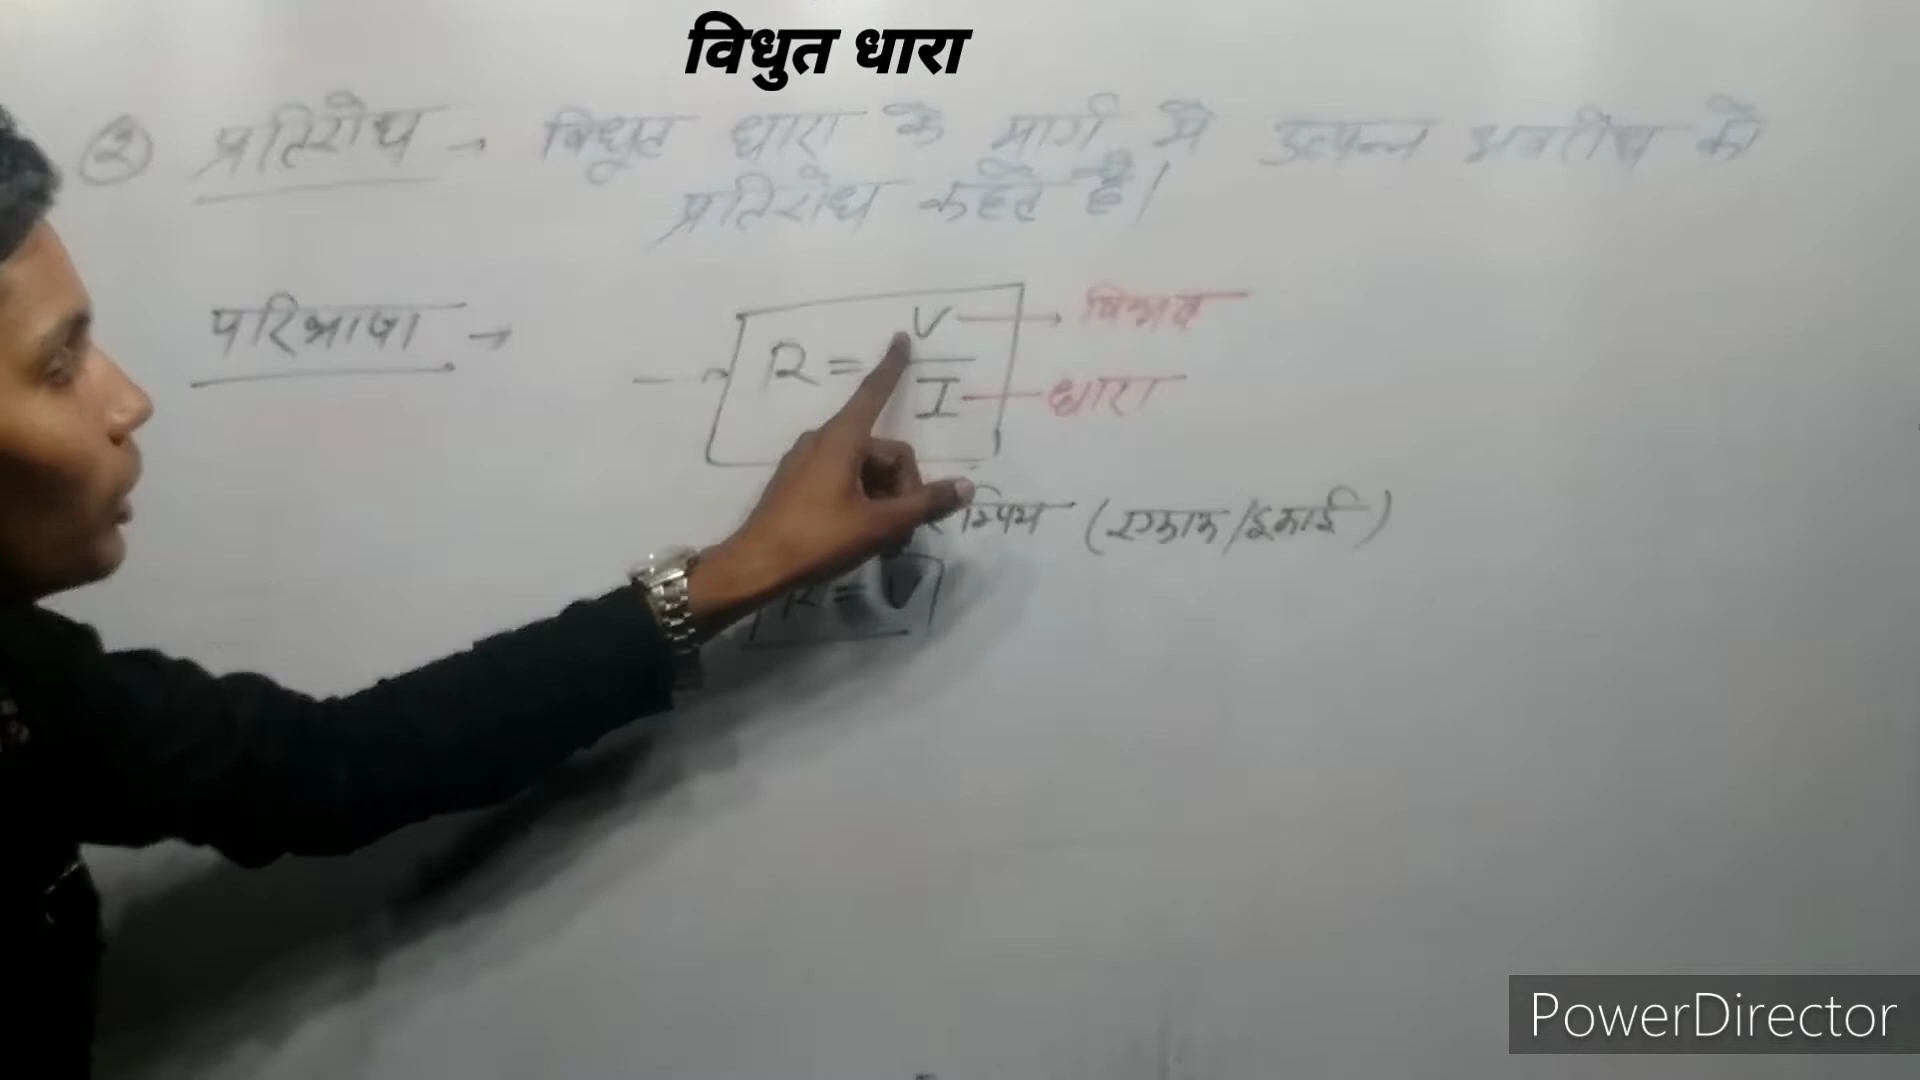 विधुत धारा
② प्रतिरोध → विधुत धारा के मार्ग में उत्पन्न अवरोध को
प्रतिरोध कहते है।
परिभाषा →
R = V/I
विभव
धारा
(एकांक/इकाई)
R = V
PowerDirector